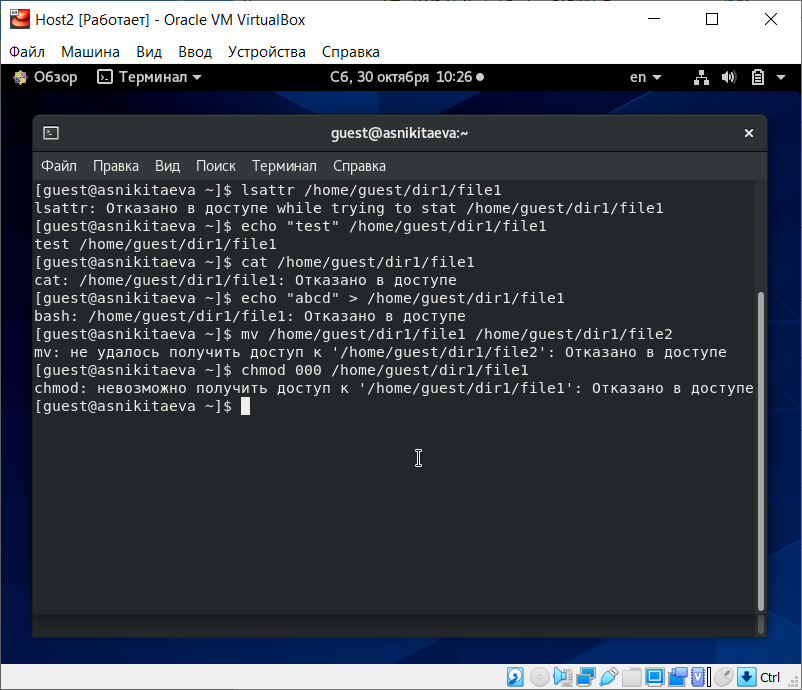 Host2 [Работает] - Oracle VM VirtualBox
Файл Машина Вид Ввод Устройства Справка
Обзор Терминал Сб, 30 октября 10:26 en
guest@asnikitaeva:~
Файл Правка Вид Поиск Терминал Справка
[guest@asnikitaeva ~]$ lsattr /home/guest/dir1/file1
lsattr: Отказано в доступе while trying to stat /home/guest/dir1/file1
[guest@asnikitaeva ~]$ echo "test" /home/guest/dir1/file1
test /home/guest/dir1/file1
[guest@asnikitaeva ~]$ cat /home/guest/dir1/file1
cat: /home/guest/dir1/file1: Отказано в доступе
[guest@asnikitaeva ~]$ echo "abcd" > /home/guest/dir1/file1
bash: /home/guest/dir1/file1: Отказано в доступе
[guest@asnikitaeva ~]$ mv /home/guest/dir1/file1 /home/guest/dir1/file2
mv: не удалось получить доступ к '/home/guest/dir1/file2': Отказано в доступе
[guest@asnikitaeva ~]$ chmod 000 /home/guest/dir1/file1
chmod: невозможно получить доступ к '/home/guest/dir1/file1': Отказано в доступе
[guest@asnikitaeva ~]$
Ctrl